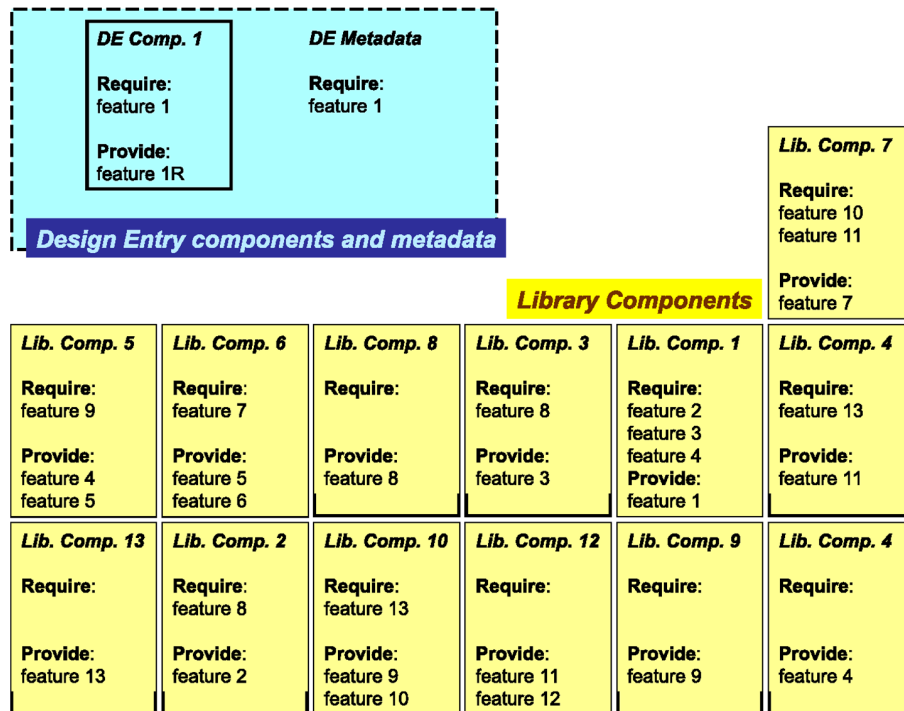 DE Comp. 1
Require:
feature 1
Provide:
feature 1R
DE Metadata
Require:
feature 1
Design Entry components and metadata
Library Components
Lib. Comp. 7
Require:
feature 10
feature 11
Provide:
feature 7
Lib. Comp. 5
Require:
feature 9
Provide:
feature 4
feature 5
Lib. Comp. 6
Require:
feature 7
Provide:
feature 5
feature 6
Lib. Comp. 8
Require:
Provide:
feature 8
Lib. Comp. 3
Require:
feature 8
Provide:
feature 3
Lib. Comp. 1
Require:
feature 2
feature 3
feature 4
Provide:
feature 1
Lib. Comp. 4
Require:
feature 13
Provide:
feature 11
Lib. Comp. 13
Require:
Provide:
feature 13
Lib. Comp. 2
Require:
feature 8
Provide:
feature 2
Lib. Comp. 10
Require:
feature 13
Provide:
feature 9
feature 10
Lib. Comp. 12
Require:
Provide:
feature 11
feature 12
Lib. Comp. 9
Require:
Provide:
feature 9
Lib. Comp. 4
Require:
Provide:
feature 4